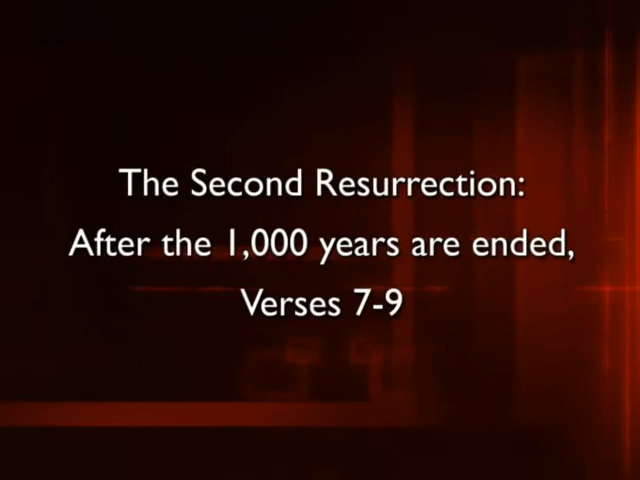 The Second Resurrection:
After the 1,000 years are ended,
Verses 7-9